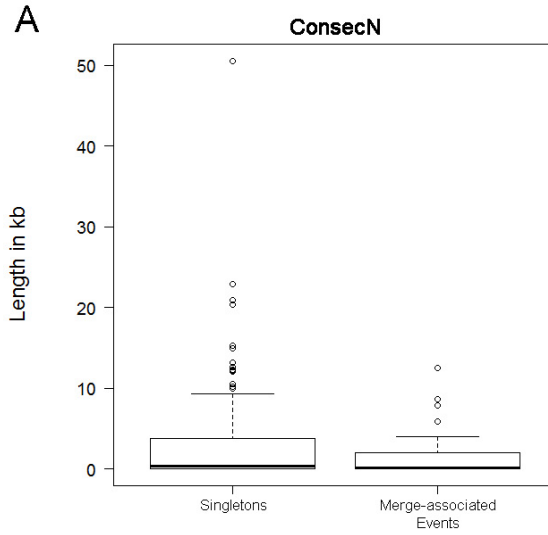 A
ConsecN
Length in kb
50
40
30
20
10
0
Singletons
Merge-associated
Events